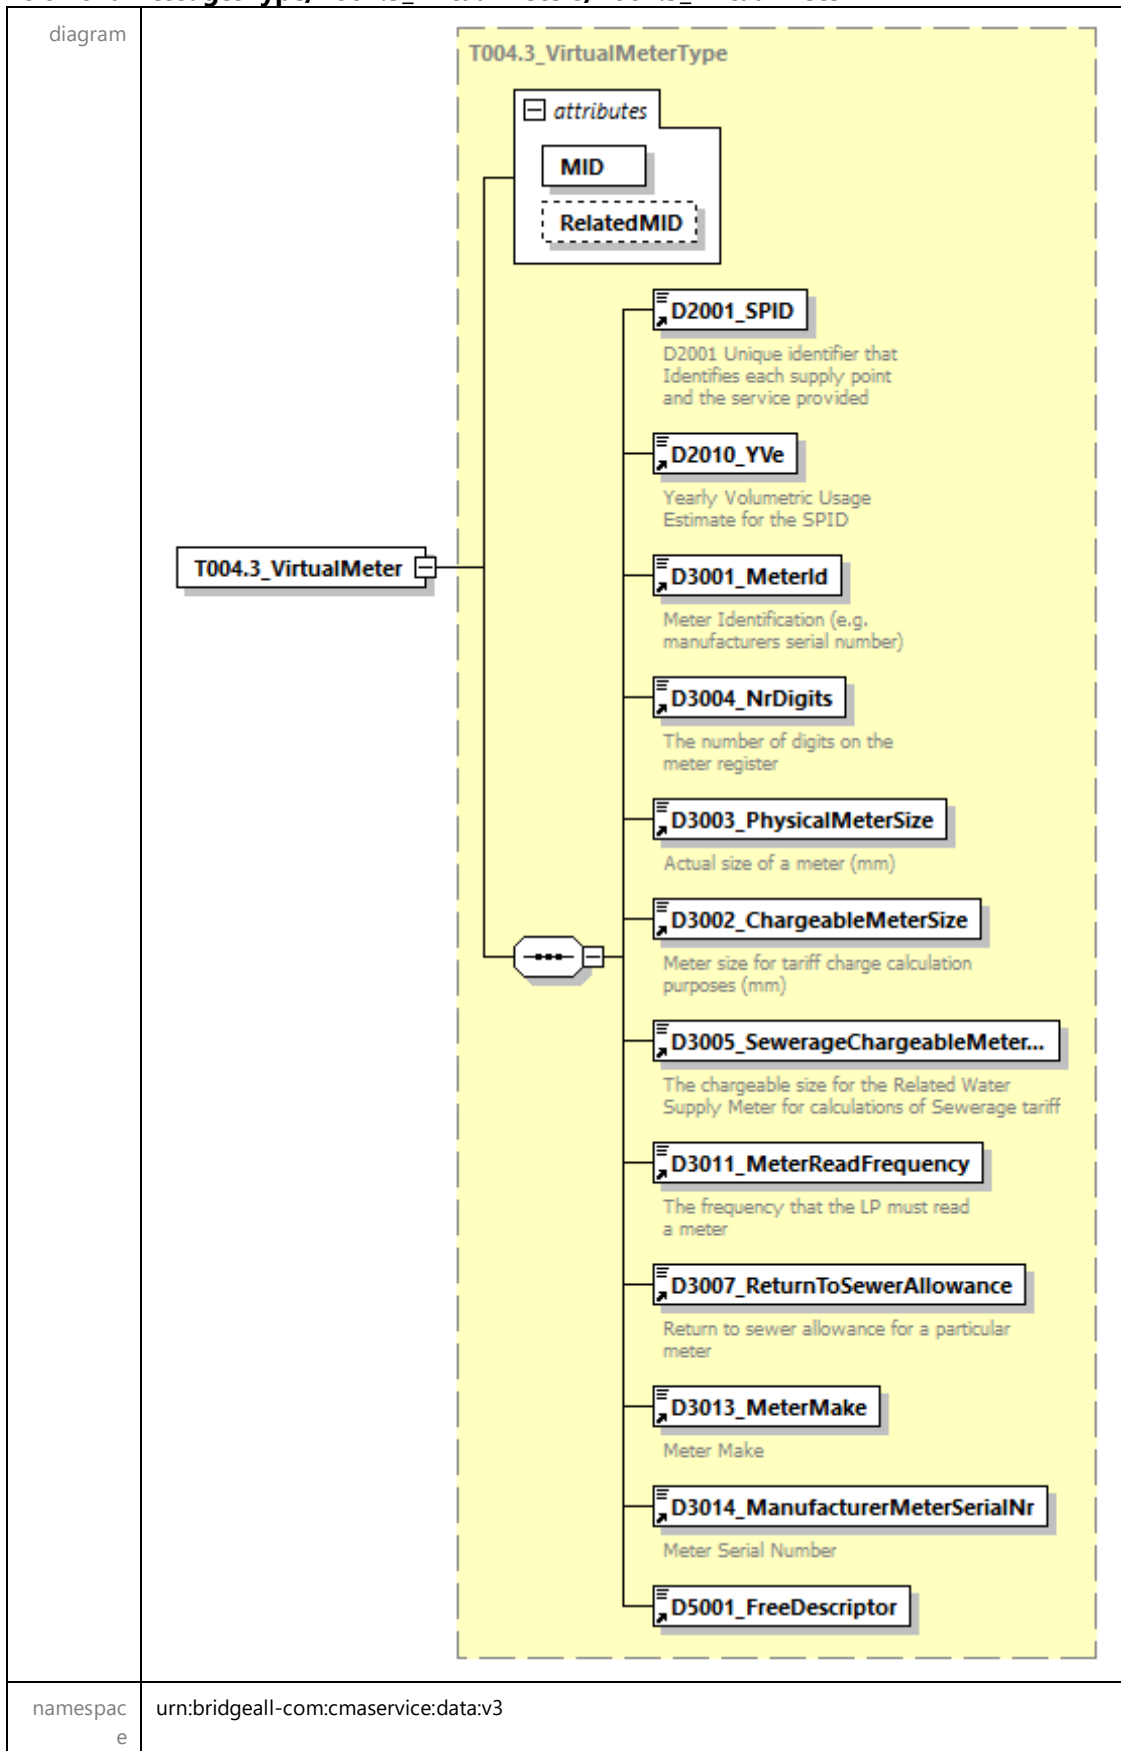 diagram
T004.3_VirtualMeterType
attributes
MID
RelatedMID
D2001_SPID
D2001 Unique identifier that
Identifies each supply point
and the service provided
D2010_YVe
Yearly Volumetric Usage
Estimate for the SPID
T004.3_VirtualMeter
D3001_MeterId
Meter Identification (e.g.
manufacturers serial number)
D3004_NrDigits
The number of digits on the
meter register
D3003_PhysicalMeterSize
Actual size of a meter (mm)
D3002_ChargeableMeterSize
Meter size for tariff charge calculation
purposes (mm)
D3005_SewerageChargeableMeter...
The chargeable size for the Related Water
Supply Meter for calculations of Sewerage tariff
D3011_MeterReadFrequency
The frequency that the LP must read
a meter
D3007_ReturnToSewerAllowance
Return to sewer allowance for a particular
meter
D3013_MeterMake
Meter Make
D3014_ManufacturerMeterSerialNr
Meter Serial Number
D5001_FreeDescriptor
namespac
e
urn:bridgeall-com:cmaservice:data:v3